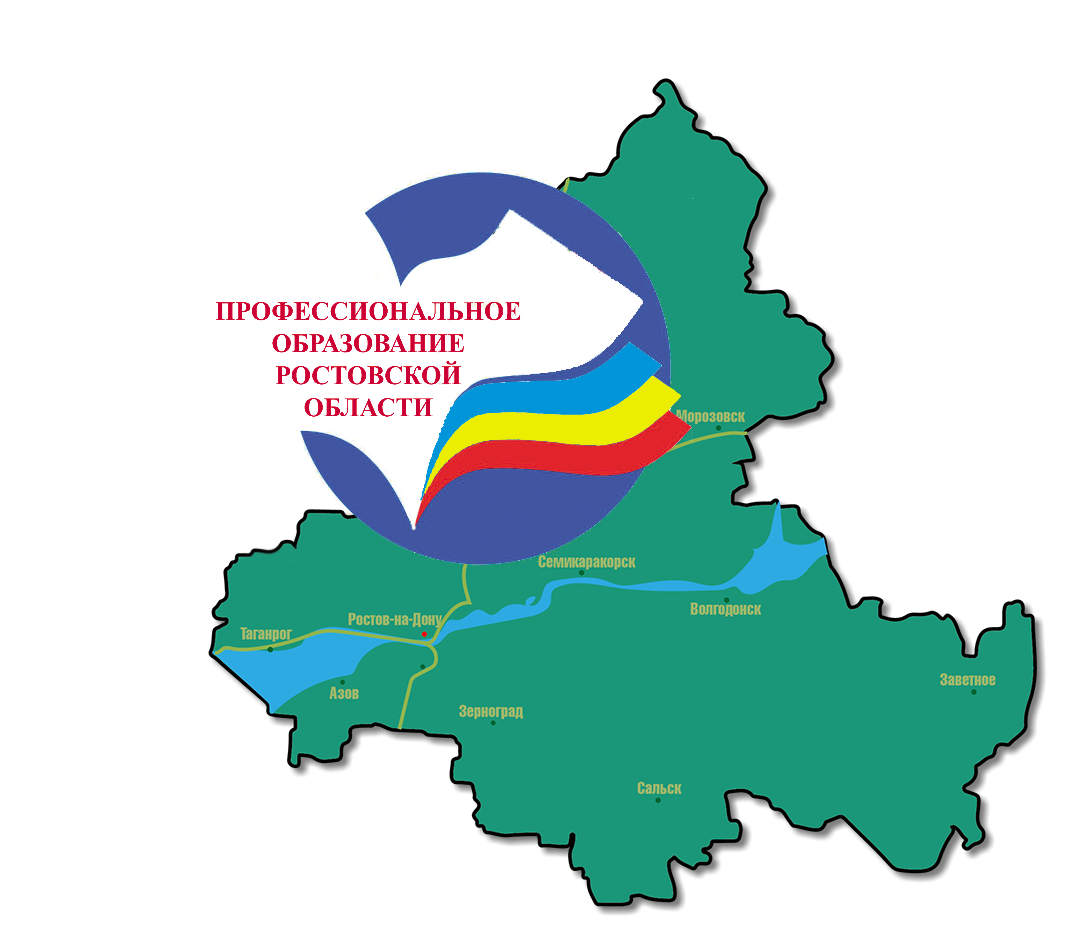 ПРОФЕССИОНАЛЬНОЕ
ОБРАЗОВАНИЕ
РОСТОВСКОЙ
ОБЛАСТИ
Морозовск
Семикаракорск
Волгодонск
Ростов-на-Дону
Таганрог
Азов
Зерноград
Заветное
Сальск